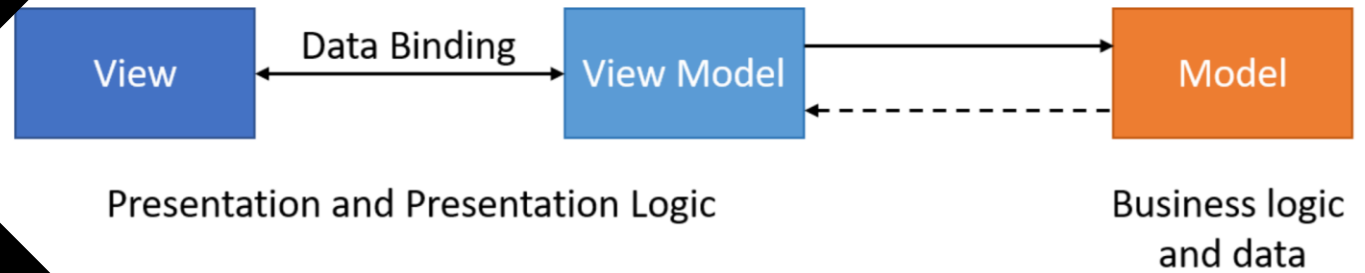 Data Binding
View
View Model
Model
Presentation and Presentation Logic
Business logic
and data